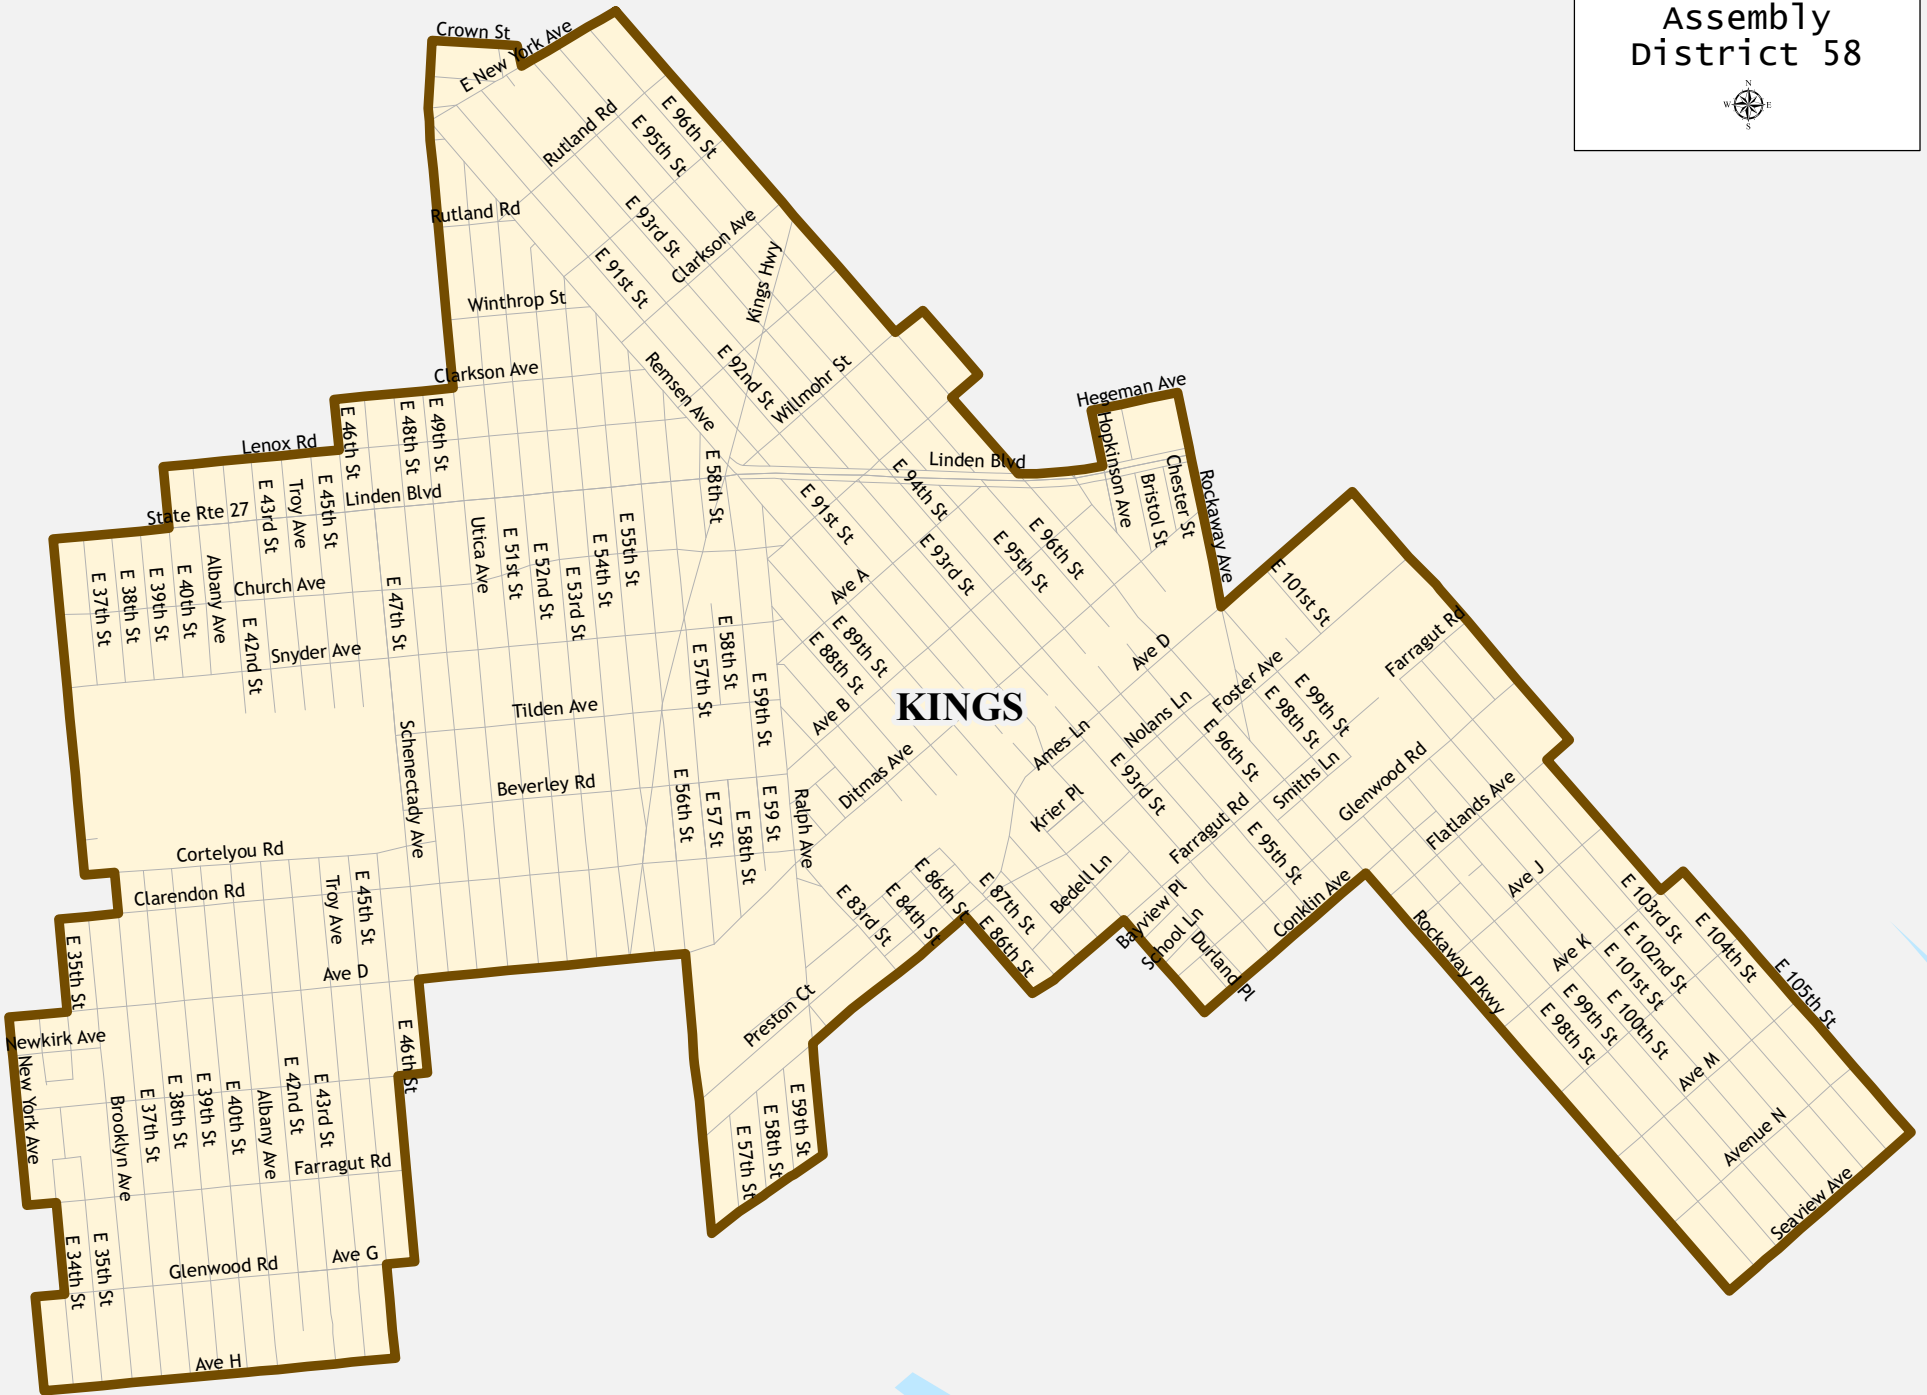 Assembly
District 58
N
W
E
S
Crown St
E New York Ave
Rutland Rd
E 96th St
E 95th St
Rutland Rd
E 93rd St
Clarkson Ave
E 91st St
Kings Hwy
Winthrop St
Clarkson Ave
Remsen Ave
E 92nd St
Willmohr St
Hegeman Ave
Lenox Rd
E 46th St
E 48th St
E 49th St
Linden Blvd
E 58th St
Linden Blvd
E 94th St
Hopkinson Ave
Bristol St
Chester St
Rockaway Ave
State Rte 27
E 43rd St
Troy Ave
E 45th St
E 91st St
E 93rd St
E 95th St
E 96th St
E 37th St
E 38th St
E 39th St
E 40th St
Albany Ave
Church Ave
E 42nd St
Snyder Ave
E 47th St
Utica Ave
E 51st St
E 52nd St
E 53rd St
E 54th St
E 55th St
Ave A
E 101st St
E 89th St
E 88th St
Ave D
Farragut Rd
E 57th St
E 58th St
E 59th St
KINGS
Tilden Ave
Ave B
Ditmas Ave
Ames Ln
Nolans Ln
Foster Ave
E 99th St
E 98th St
E 96th St
Schenectady Ave
Beverley Rd
E 56th St
E 57 St
E 58th St
E 59 St
Ralph Ave
Krier Pl
E 93rd St
Smiths Ln
Glenwood Rd
Flatlands Ave
Farragut Rd
E 95th St
Cortelyou Rd
Clarendon Rd
Troy Ave
E 45th St
E 83rd St
E 84th St
E 86th St
E 87th St
E 86th St
Bedell Ln
Bayview Pl
School Ln
Durland Pl
Conklin Ave
Rockaway Pkwy
Ave J
E 103rd St
E 104th St
E 105th St
E 102nd St
E 101st St
E 100th St
E 99th St
E 98th St
Ave K
Ave M
Avenue N
Seaview Ave
E 35th St
Ave D
Newkirk Ave
New York Ave
E 46th St
Preston Ct
Brooklyn Ave
E 37th St
E 38th St
E 39th St
E 40th St
Albany Ave
E 42nd St
E 43rd St
Farragut Rd
E 57th St
E 58th St
E 59th St
E 34th St
E 35th St
Glenwood Rd
Ave G
Ave H